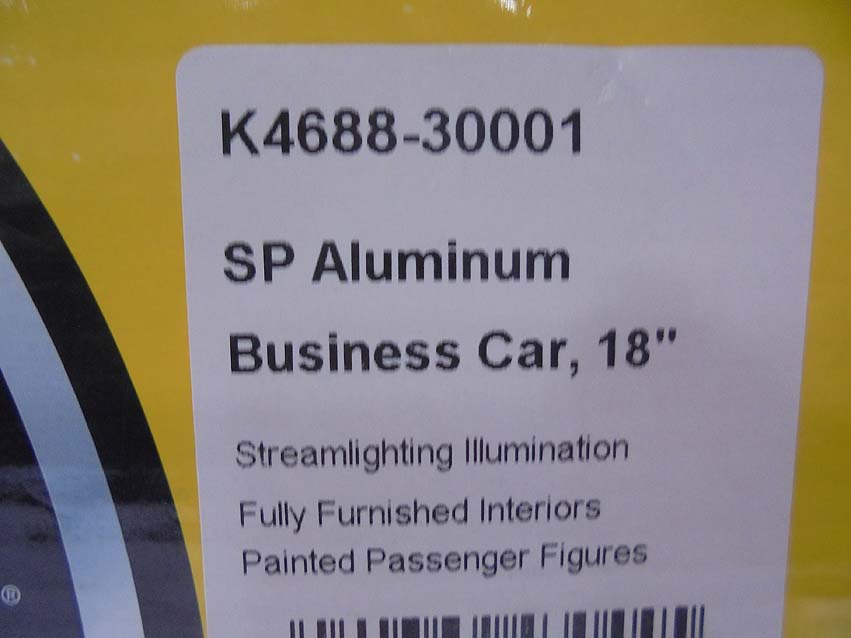 K4688-30001
SP Aluminum
Business Car, 18"
Streamlighting Illumination
Fully Furnished Interiors
Painted Passenger Figures
®